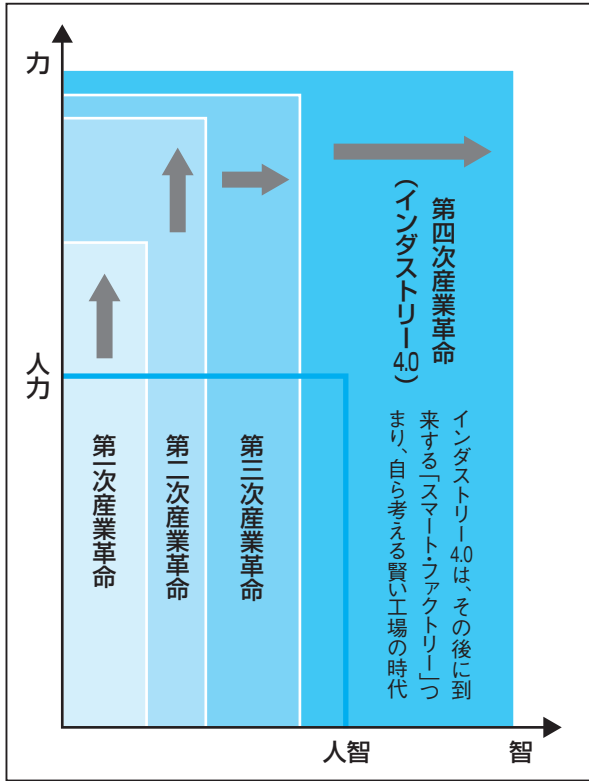 力
人力
第一次産業革命
第二次産業革命
第三次産業革命
第四次産業革命
(インダストリー4.0)
インダストリー4.0は、その後に到
来する「スマート・ファクトリー」つ
まり、自ら考える賢い工場の時代
人智
智